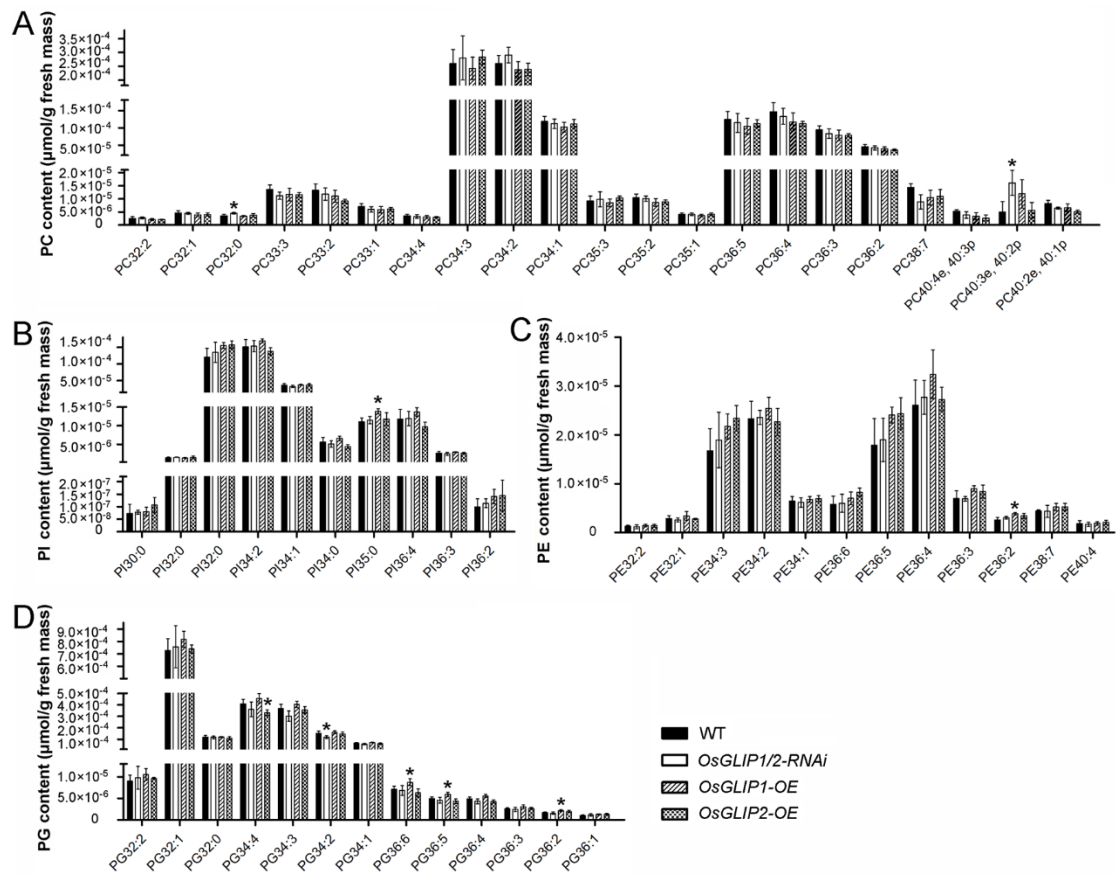 A
PC content (μmol/g fresh mass)
3.5×10⁻⁴
3.0×10⁻⁴
2.5×10⁻⁴
2.0×10⁻⁴
1.5×10⁻⁴
1.0×10⁻⁴
5.0×10⁻⁵
2.0×10⁻⁵
1.5×10⁻⁵
1.0×10⁻⁵
5.0×10⁻⁶
0
*
*
PC32:2
PC32:1
PC32:0
PC33:3
PC33:2
PC33:1
PC34:4
PC34:3
PC34:2
PC34:1
PC35:3
PC35:2
PC35:1
PC36:5
PC36:4
PC36:3
PC36:2
PC38:7
PC40:4e, 40:3p
PC40:3e, 40:2p
PC40:2e, 40:1p
B
PI content (μmol/g fresh mass)
1.5×10⁻⁴
1.0×10⁻⁴
5.0×10⁻⁵
1.5×10⁻⁵
1.0×10⁻⁵
5.0×10⁻⁶
2.0×10⁻⁷
1.5×10⁻⁷
1.0×10⁻⁷
5.0×10⁻⁸
0
*
PI30:0
PI32:0
PI32:0
PI34:2
PI34:1
PI34:0
PI35:0
PI36:4
PI36:3
PI36:2
C
PE content (μmol/g fresh mass)
4.0×10⁻⁵
3.0×10⁻⁵
2.0×10⁻⁵
1.0×10⁻⁵
0
*
PE32:2
PE32:1
PE34:3
PE34:2
PE34:1
PE36:6
PE36:5
PE36:4
PE36:3
PE36:2
PE38:7
PE40:4
D
PG content (μmol/g fresh mass)
9.0×10⁻⁴
8.0×10⁻⁴
7.0×10⁻⁴
6.0×10⁻⁴
5.0×10⁻⁴
4.0×10⁻⁴
3.0×10⁻⁴
2.0×10⁻⁴
1.0×10⁻⁴
1.0×10⁻⁵
5.0×10⁻⁶
0
*
*
*
*
*
PG32:2
PG32:1
PG32:0
PG34:4
PG34:3
PG34:2
PG34:1
PG36:6
PG36:5
PG36:4
PG36:3
PG36:2
PG36:1
WT
OsGLIP1/2-RNAi
OsGLIP1-OE
OsGLIP2-OE